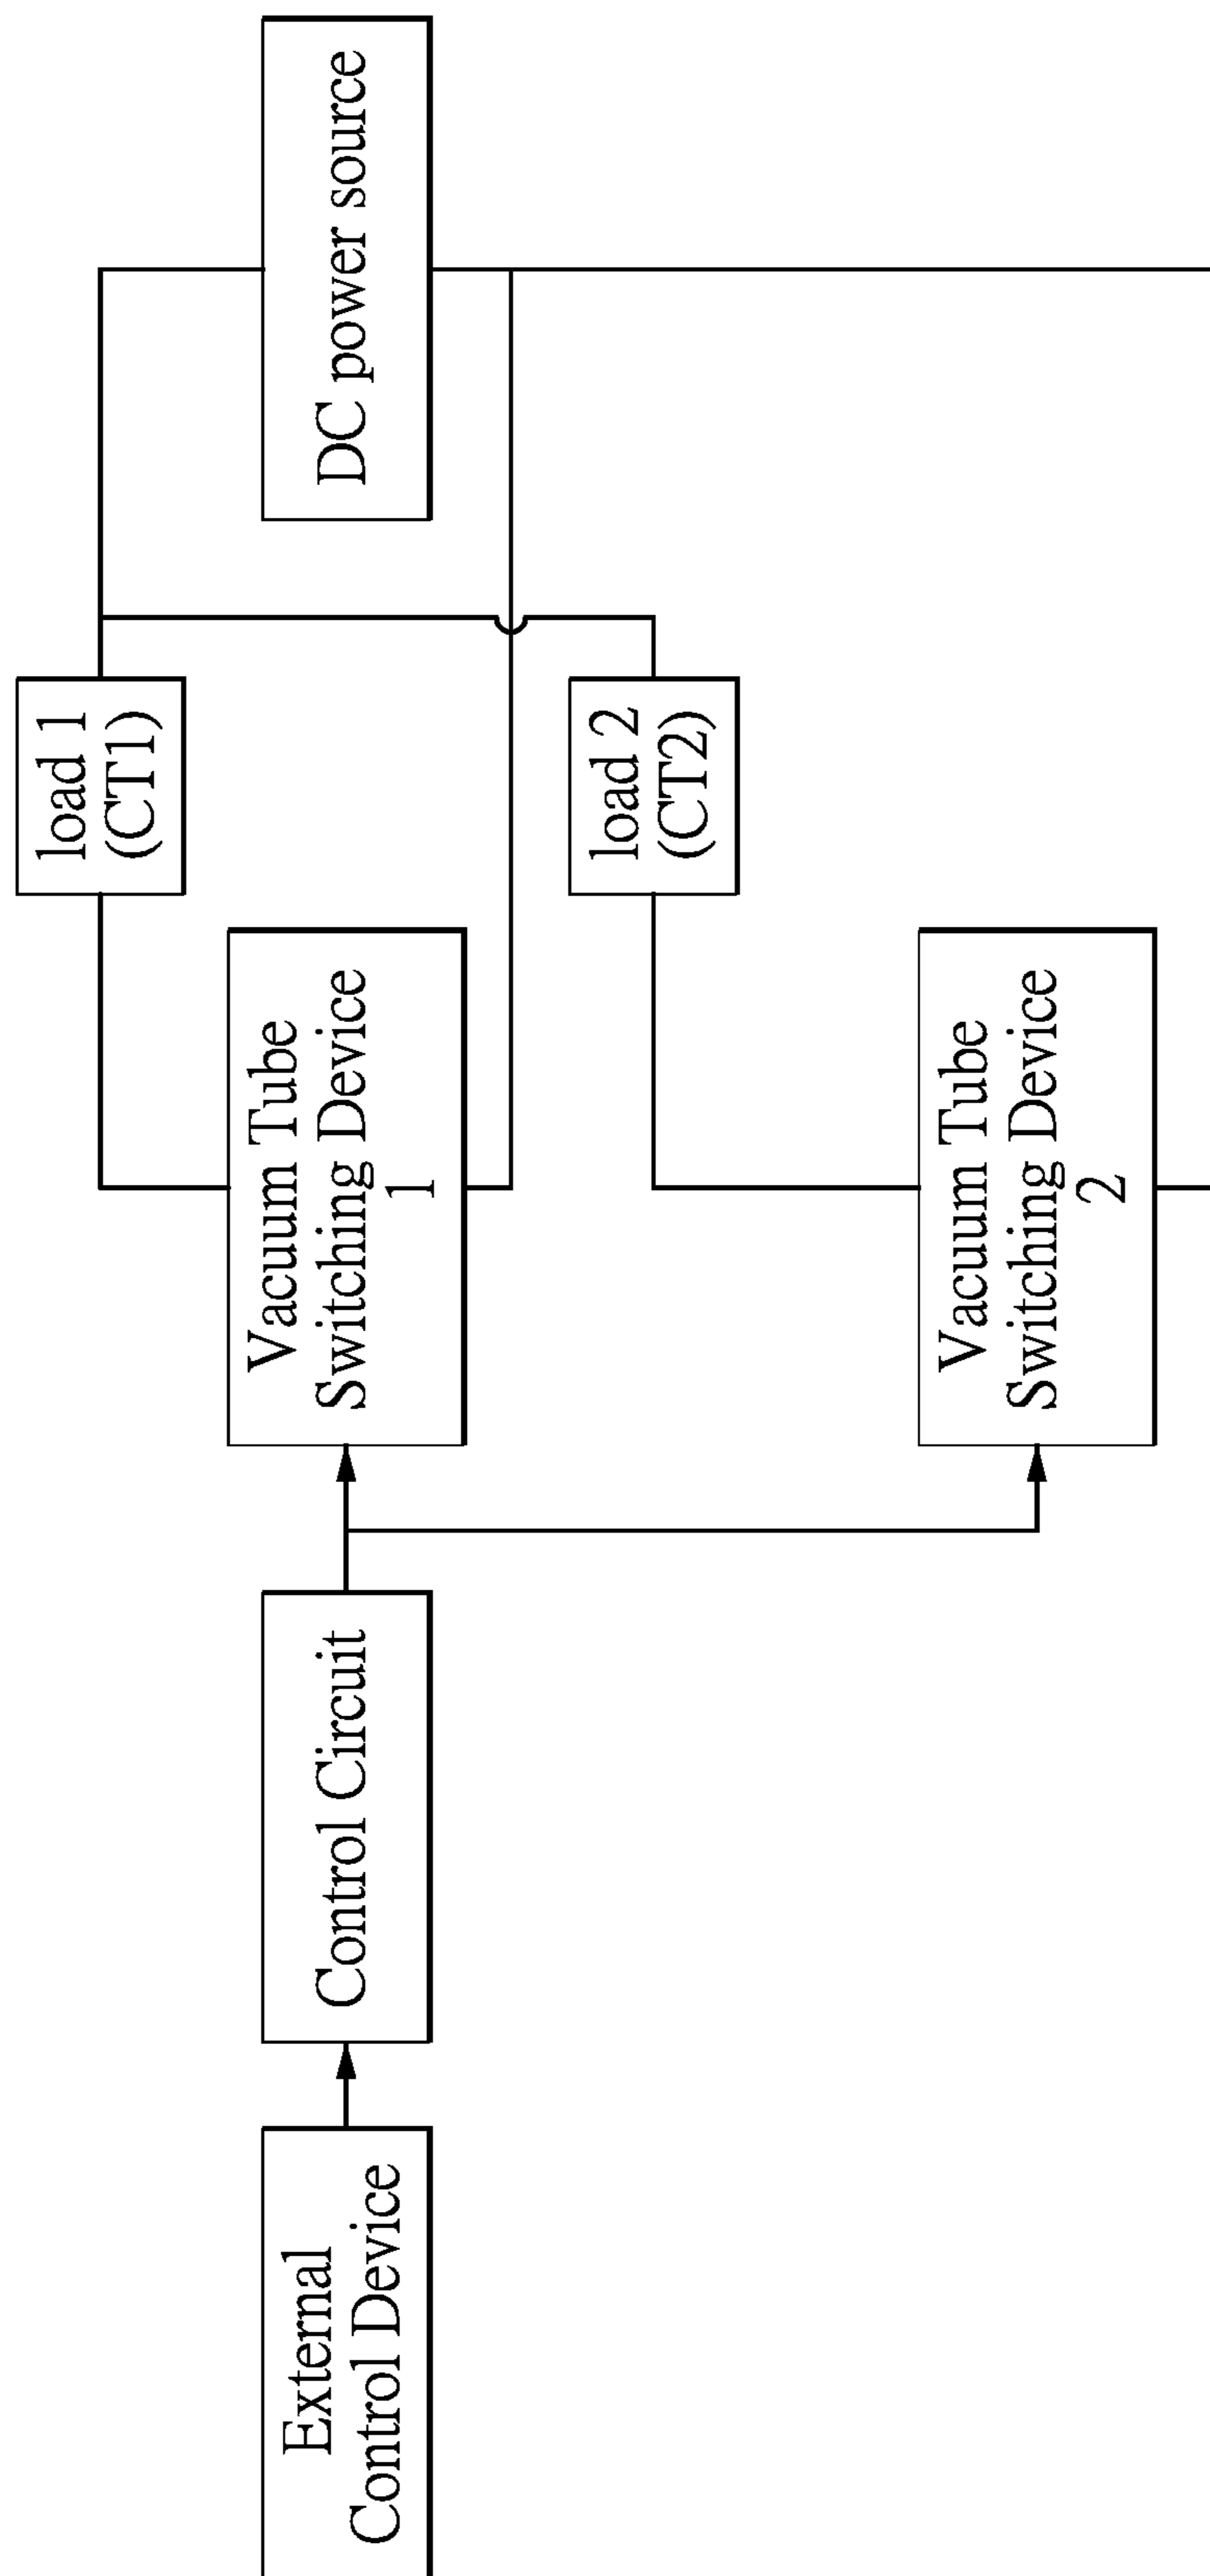 External
Control Device
Control Circuit
Vacuum Tube
Switching Device
1
load 1
(CT1)
DC power source
load 2
(CT2)
Vacuum Tube
Switching Device
2